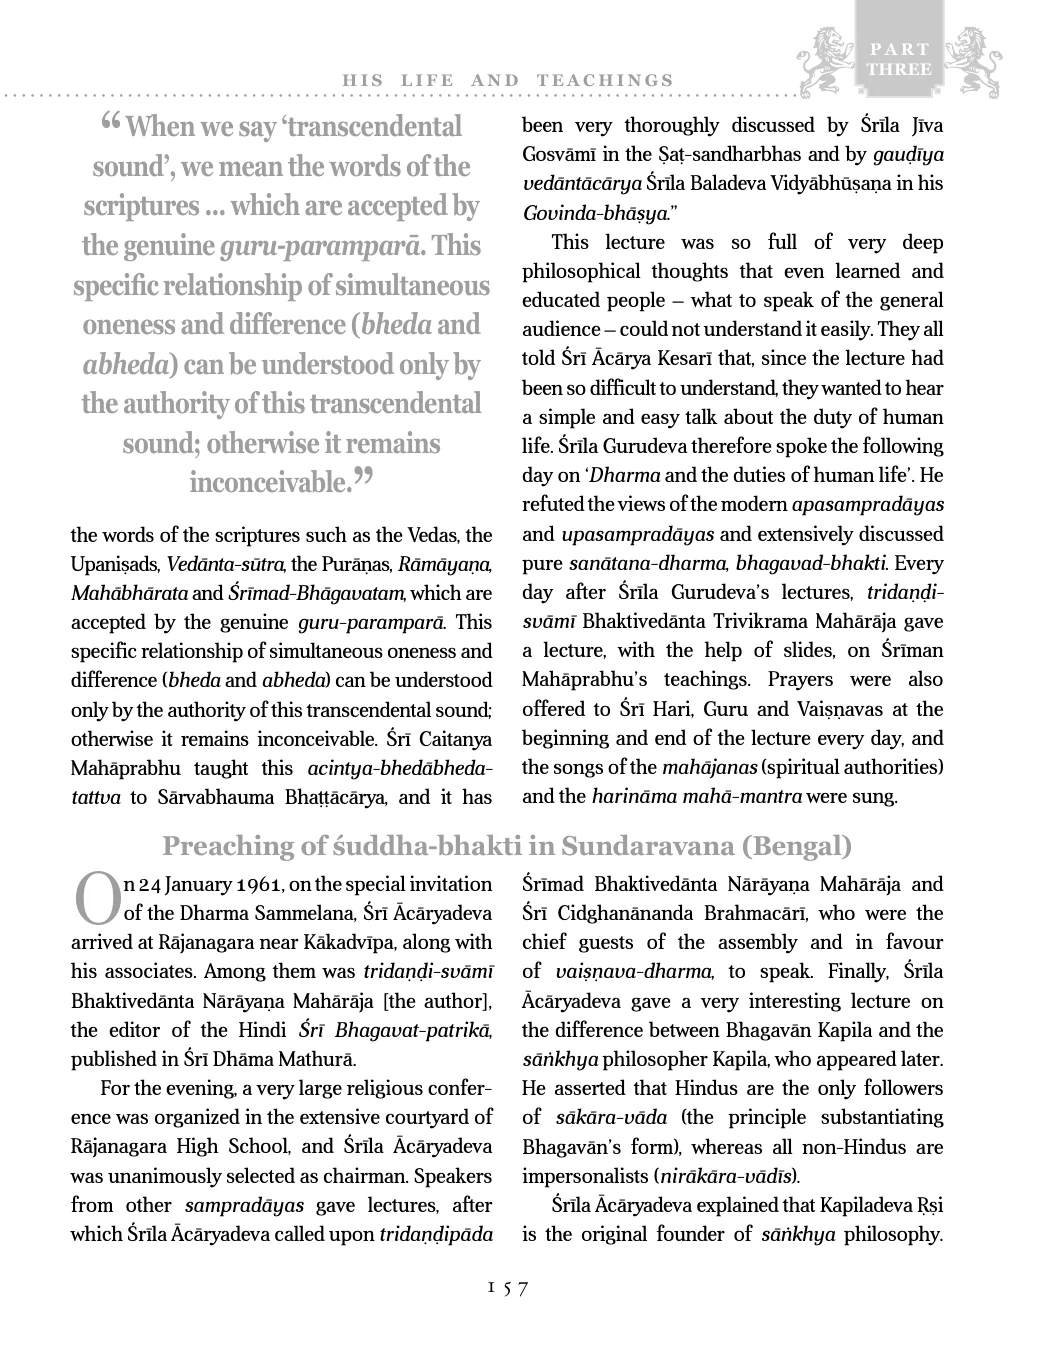 PART
THREE
HIS LIFE AND TEACHINGS
“ When we say ‘transcendental
sound’, we mean the words of the
scriptures ... which are accepted by
the genuine guru-paramparā. This
specific relationship of simultaneous
oneness and difference (bheda and
abheda) can be understood only by
the authority of this transcendental
sound; otherwise it remains
inconceivable.”
the words of the scriptures such as the Vedas, the
Upaniṣads, Vedānta-sūtra, the Purāṇas, Rāmāyaṇa,
Mahābhārata and Śrīmad-Bhāgavatam, which are
accepted by the genuine guru-paramparā. This
specific relationship of simultaneous oneness and
difference (bheda and abheda) can be understood
only by the authority of this transcendental sound;
otherwise it remains inconceivable. Śrī Caitanya
Mahāprabhu taught this acintya-bhedābheda-
tattva to Sārvabhauma Bhaṭṭācārya, and it has
been very thoroughly discussed by Śrīla Jīva
Gosvāmī in the Ṣaṭ-sandharbhas and by gauḍīya
vedāntācārya Śrīla Baladeva Vidyābhūṣaṇa in his
Govinda-bhāṣya.”
This lecture was so full of very deep
philosophical thoughts that even learned and
educated people – what to speak of the general
audience – could not understand it easily. They all
told Śrī Ācārya Kesarī that, since the lecture had
been so difficult to understand, they wanted to hear
a simple and easy talk about the duty of human
life. Śrīla Gurudeva therefore spoke the following
day on ‘Dharma and the duties of human life’. He
refuted the views of the modern apasampradāyas
and upasampradāyas and extensively discussed
pure sanātana-dharma, bhagavad-bhakti. Every
day after Śrīla Gurudeva’s lectures, tridaṇḍi-
svāmī Bhaktivedānta Trivikrama Mahārāja gave
a lecture, with the help of slides, on Śrīman
Mahāprabhu’s teachings. Prayers were also
offered to Śrī Hari, Guru and Vaiṣṇavas at the
beginning and end of the lecture every day, and
the songs of the mahājanas (spiritual authorities)
and the harināma mahā-mantra were sung.
Preaching of śuddha-bhakti in Sundaravana (Bengal)
On 24 January 1961, on the special invitation
of the Dharma Sammelana, Śrī Ācāryadeva
arrived at Rājanagara near Kākadvīpa, along with
his associates. Among them was tridaṇḍi-svāmī
Bhaktivedānta Nārāyaṇa Mahārāja [the author],
the editor of the Hindi Śrī Bhagavat-patrikā,
published in Śrī Dhāma Mathurā.
For the evening, a very large religious confer-
ence was organized in the extensive courtyard of
Rājanagara High School, and Śrīla Ācāryadeva
was unanimously selected as chairman. Speakers
from other sampradāyas gave lectures, after
which Śrīla Ācāryadeva called upon tridaṇḍipāda
Śrīmad Bhaktivedānta Nārāyaṇa Mahārāja and
Śrī Cidghanānanda Brahmacārī, who were the
chief guests of the assembly and in favour
of vaiṣṇava-dharma, to speak. Finally, Śrīla
Ācāryadeva gave a very interesting lecture on
the difference between Bhagavān Kapila and the
sāṅkhya philosopher Kapila, who appeared later.
He asserted that Hindus are the only followers
of sākāra-vāda (the principle substantiating
Bhagavān’s form), whereas all non-Hindus are
impersonalists (nirākāra-vādīs).
Śrīla Ācāryadeva explained that Kapiladeva Ṛṣi
is the original founder of sāṅkhya philosophy.
157